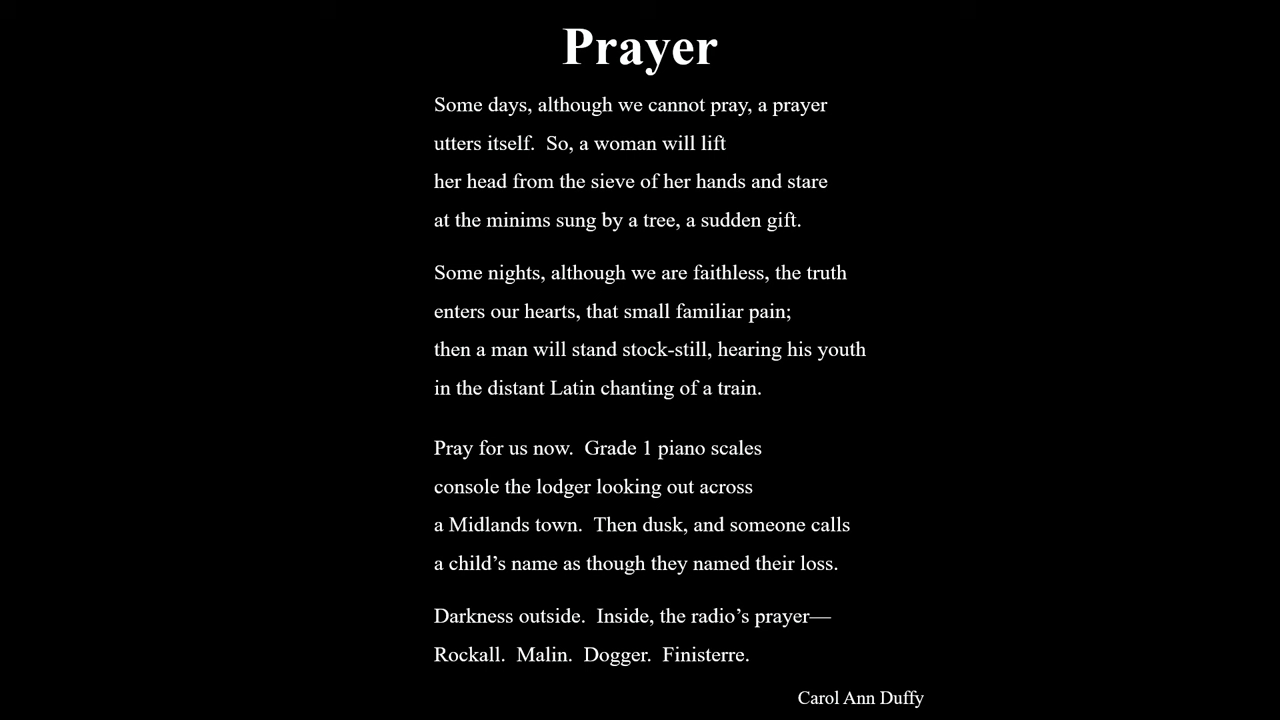 Prayer
Some days, although we cannot pray, a prayer
utters itself.  So, a woman will lift
her head from the sieve of her hands and stare
at the minims sung by a tree, a sudden gift.
Some nights, although we are faithless, the truth
enters our hearts, that small familiar pain;
then a man will stand stock-still, hearing his youth
in the distant Latin chanting of a train.
Pray for us now.  Grade 1 piano scales
console the lodger looking out across
a Midlands town.  Then dusk, and someone calls
a child’s name as though they named their loss.
Darkness outside.  Inside, the radio’s prayer—
Rockall.  Malin.  Dogger.  Finisterre.
Carol Ann Duffy